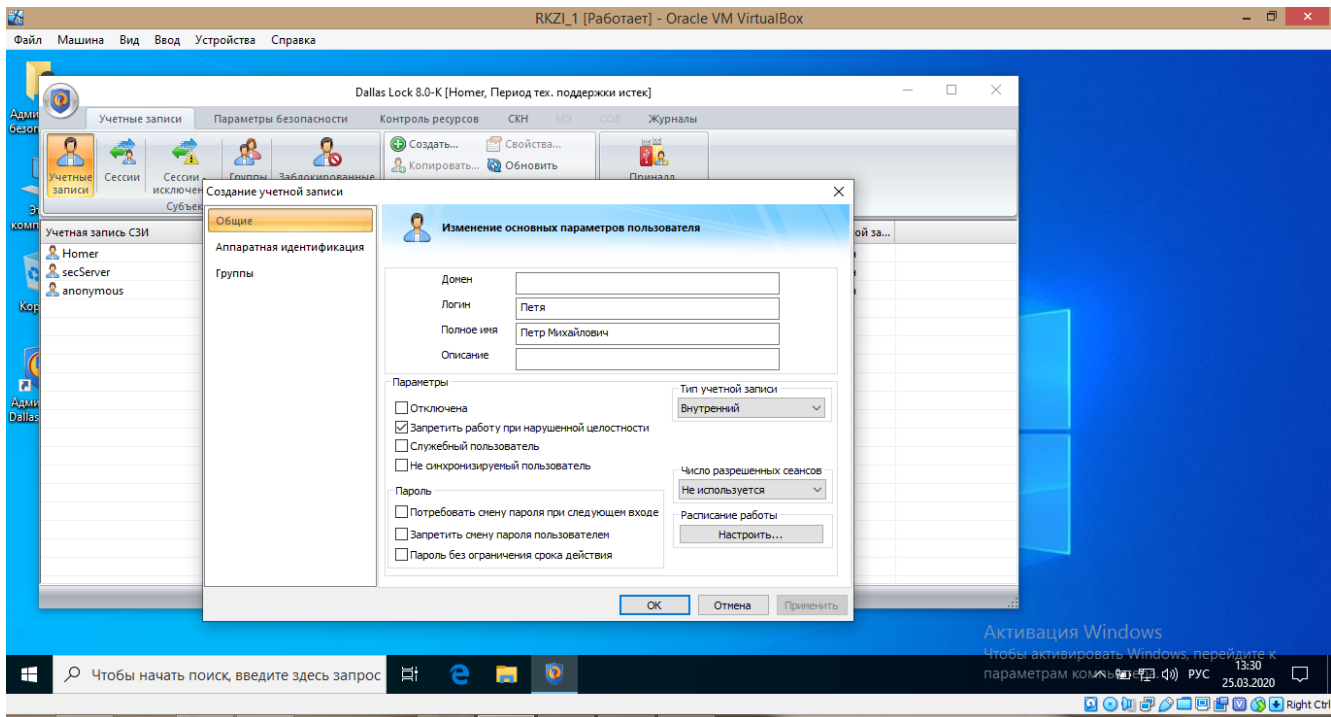 RKZI_1 [Работает] - Oracle VM VirtualBox
Файл Машина Вид Ввод Устройства Справка
Dallas Lock 8.0-K [Homer, Период тех. поддержки истек]
Учетные записи Параметры безопасности Контроль ресурсов СКН МЭ СОВ Журналы
Учетные записи
Сессии
Сессии
Группы
Заблокированные
Создать... Свойства...
Копировать... Обновить
Создание учетной записи
Учетная запись СЗИ
ой за...
Homer
secServer
anonymous
Общие
Аппаратная идентификация
Группы
Изменение основных параметров пользователя
Домен
Логин Петя
Полное имя Петр Михайлович
Описание
Параметры
Отключена
Запретить работу при нарушенной целостности
Служебный пользователь
Не синхронизируемый пользователь
Тип учетной записи
Внутренний
Число разрешенных сеансов
Не используется
Пароль
Потребовать смену пароля при следующем входе
Запретить смену пароля пользователем
Пароль без ограничения срока действия
Расписание работы
Настроить...
OK Отмена Применить
Активация Windows
Чтобы активировать Windows, перейдите к
параметрам
Чтобы начать поиск, введите здесь запрос
РУС
13:30
25.03.2020
Right Ctrl